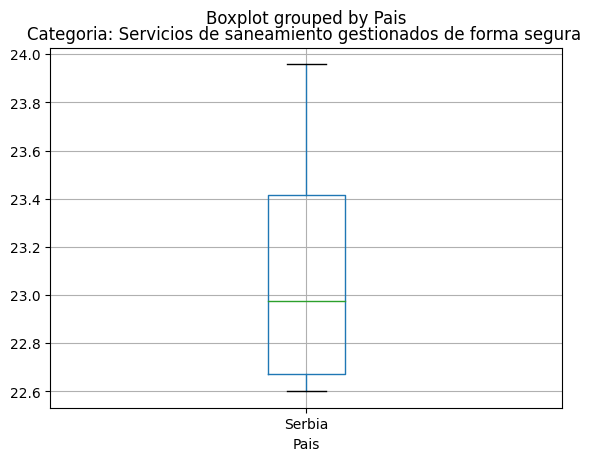 Boxplot grouped by Pais
Categoria: Servicios de saneamiento gestionados de forma segura
24.0
23.8
23.6
23.4
23.2
23.0
22.8
22.6
Serbia
Pais